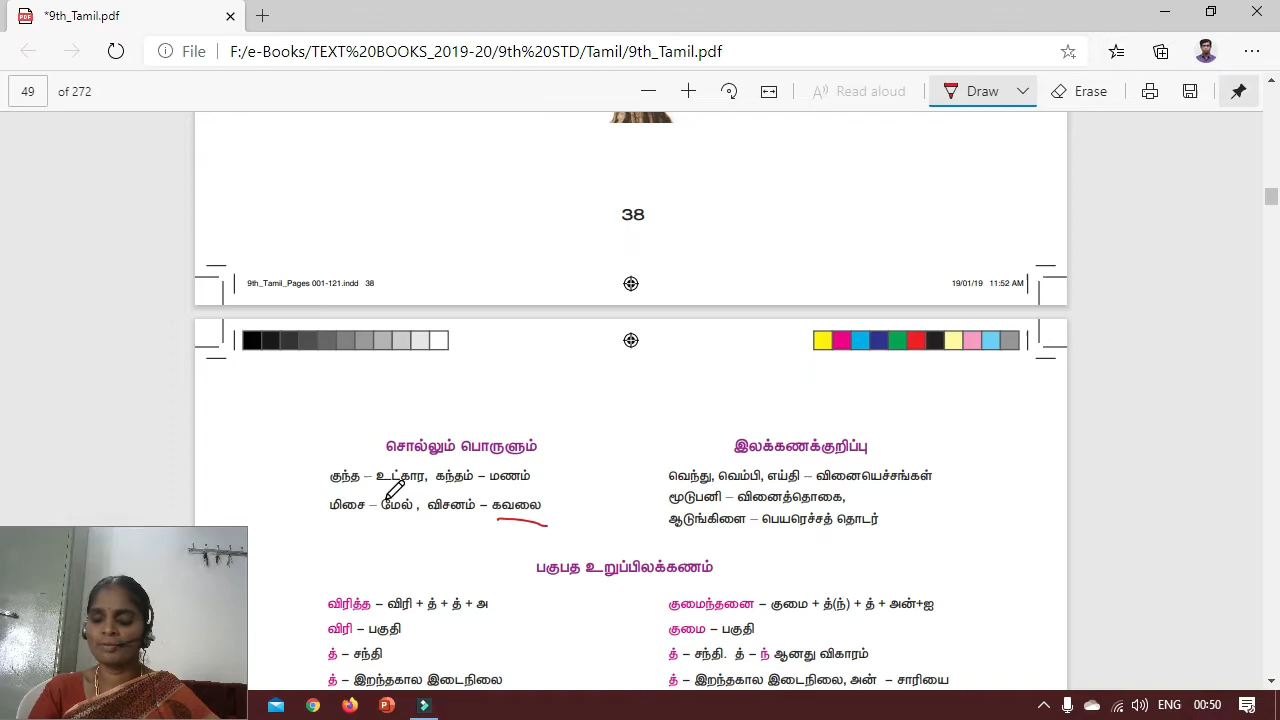 *9th_Tamil.pdf
File F:/e-Books/TEXT%20BOOKS_2019-20/9th%20STD/Tamil/9th_Tamil.pdf
49 of 272 Read aloud Draw Erase
38
9th_Tamil_Pages 001-121.indd 38 19/01/19 11:52 AM
சொல்லும் பொருளும்
குந்த – உட்கார, கந்தம் – மணம்
மிசை – மேல் , விசனம் – கவலை
இலக்கணக்குறிப்பு
வெந்து, வெம்பி, எய்தி – வினையெச்சங்கள்
மூடுபனி – வினைத்தொகை,
ஆடுங்கிளை – பெயரெச்சத் தொடர்
பகுபத உறுப்பிலக்கணம்
விரித்த – விரி + த் + த் + அ
விரி – பகுதி
த் – சந்தி
த் – இறந்தகால இடைநிலை
குமைந்தனை – குமை + த்(ந்) + த் + அன்+ஐ
குமை – பகுதி
த் – சந்தி. த் – ந் ஆனது விகாரம்
த் – இறந்தகால இடைநிலை, அன் – சாரியை
ENG 00:50